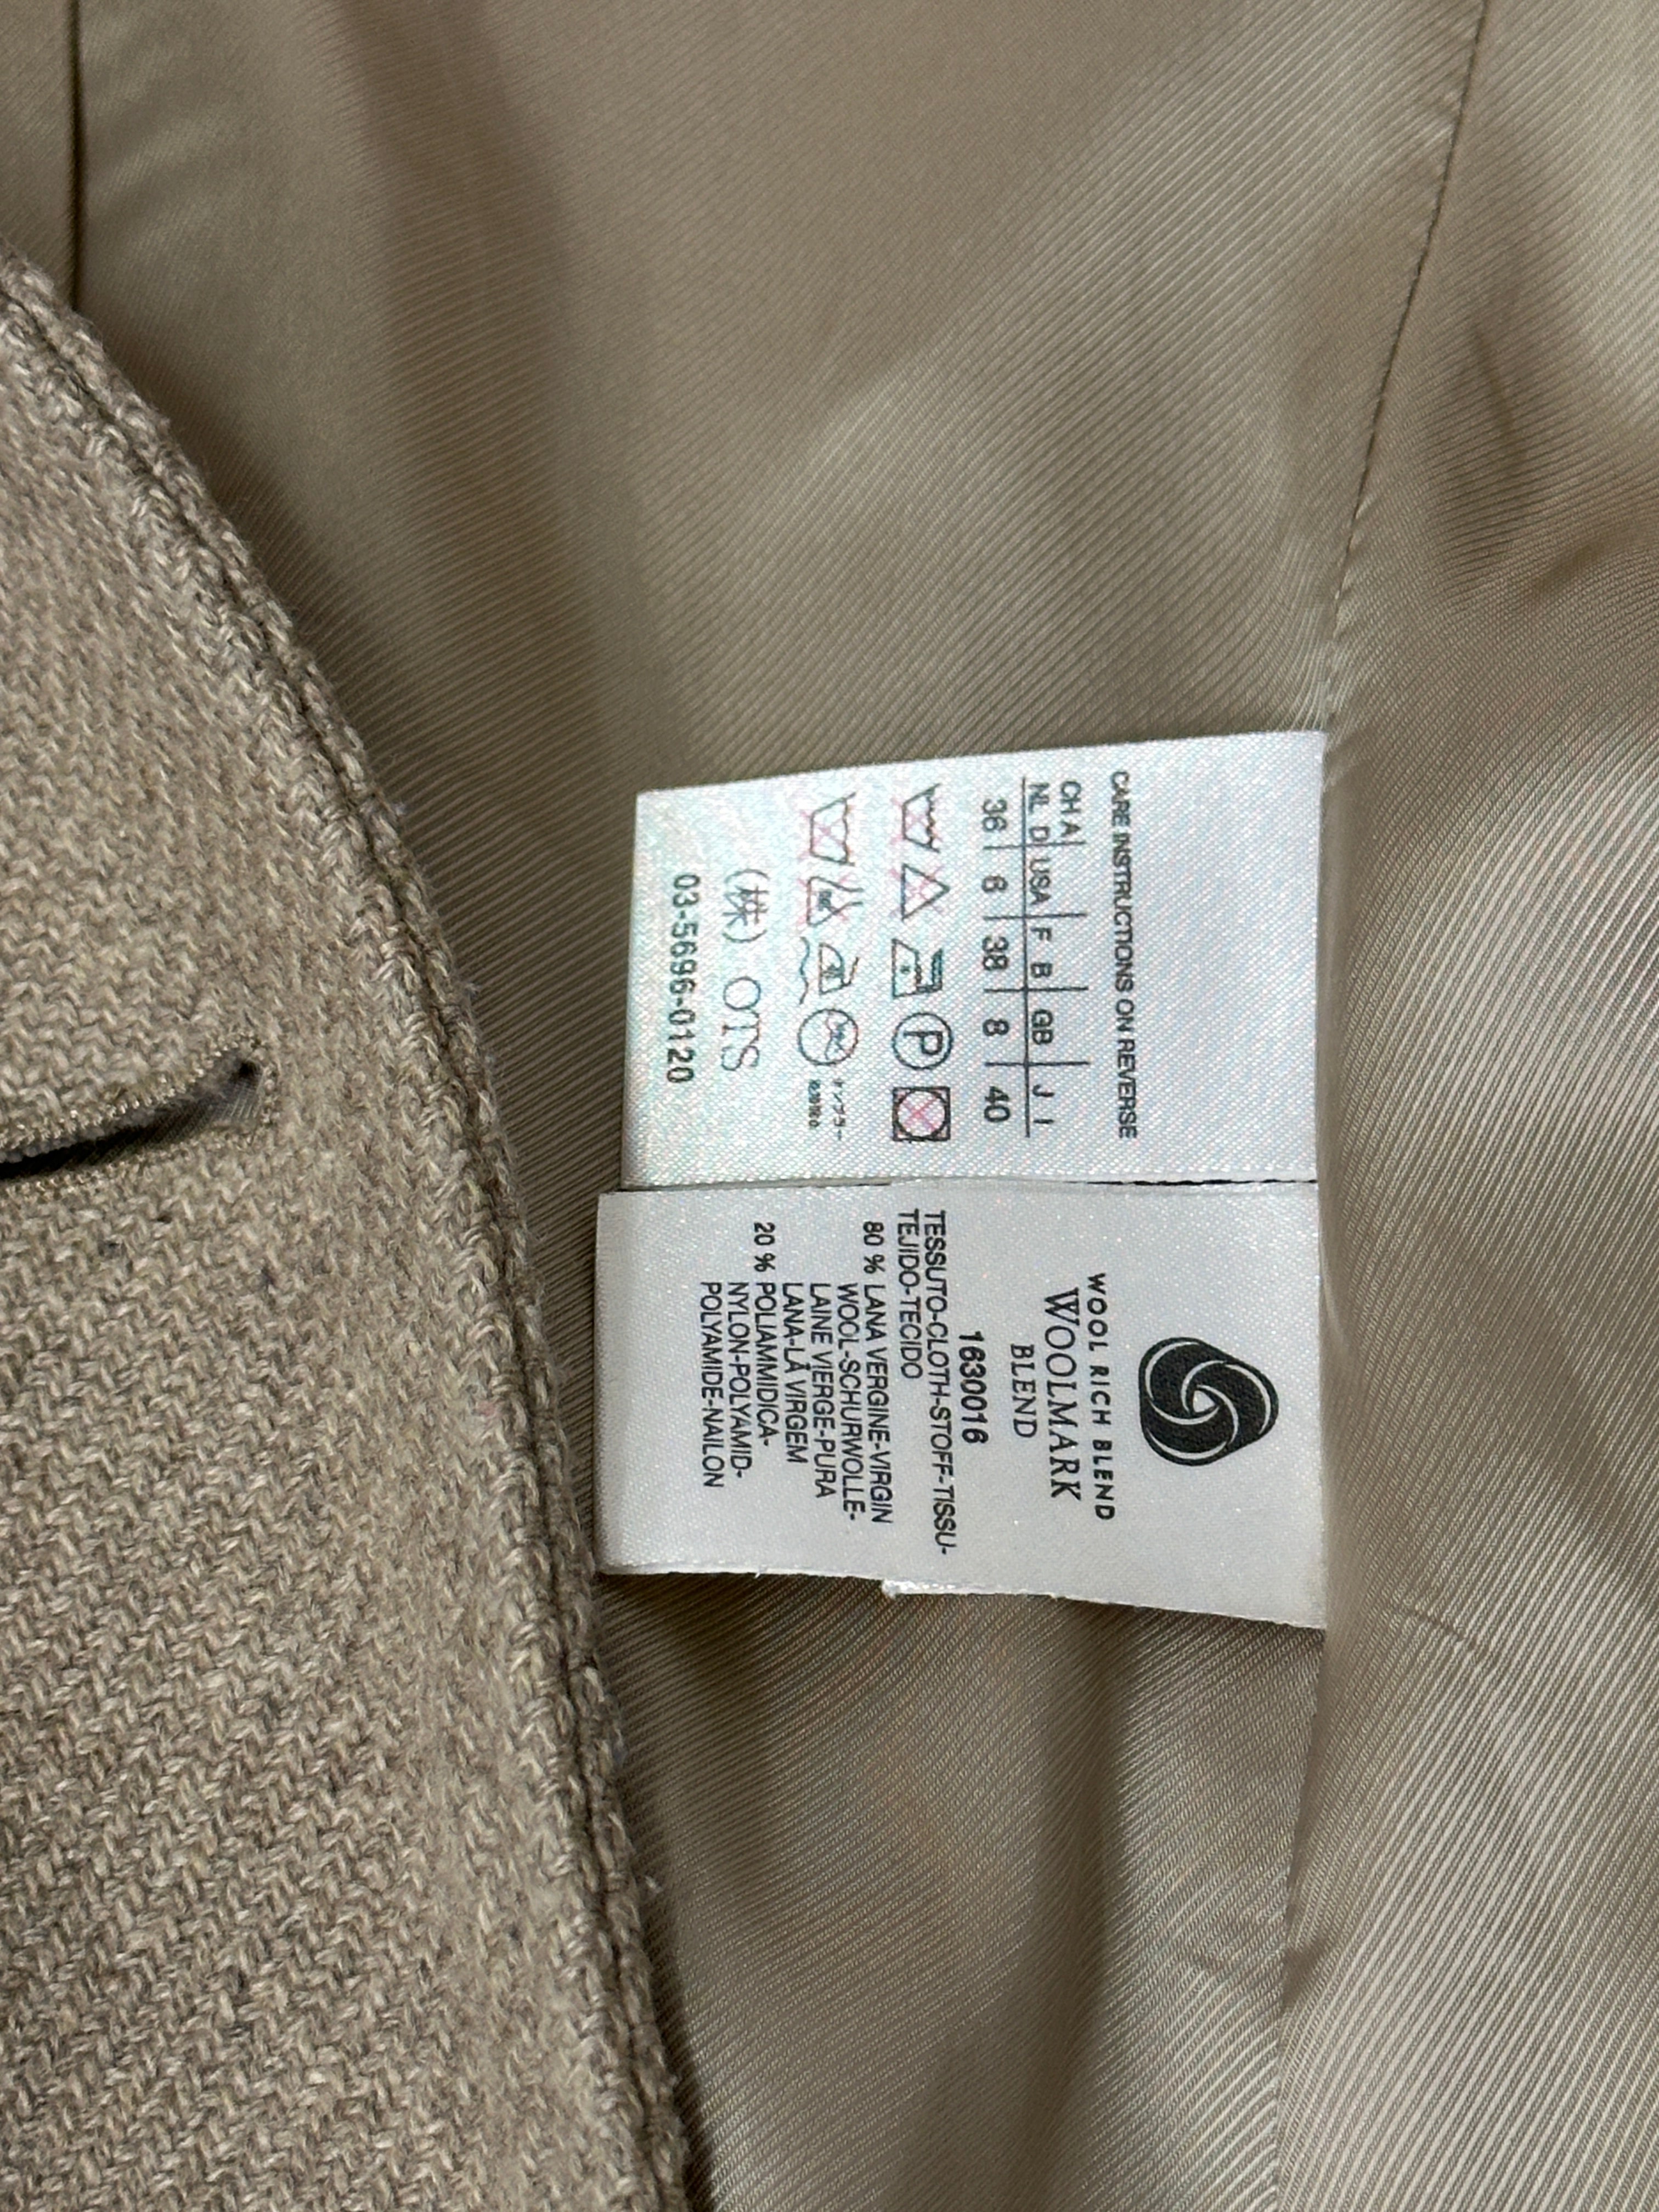 CARE INSTRUCTIONS ON REVERSE
CH A
NL D USA F B GB J I
36 6 38 8 40
P
(株) OTS
03-5696-0120
WOOL RICH BLEND
WOOLMARK
BLEND
1630016
TESSUTO-CLOTH-STOFF-TISSU-
TEJIDO-TECIDO
80 % LANA VERGINE-VIRGIN
WOOL-SCHURWOLLE-
LAINE VIERGE-PURA
LANA-LÃ VIRGEM
20 % POLIAMMIDICA-
NYLON-POLYAMID-
POLYAMIDE-NAILON